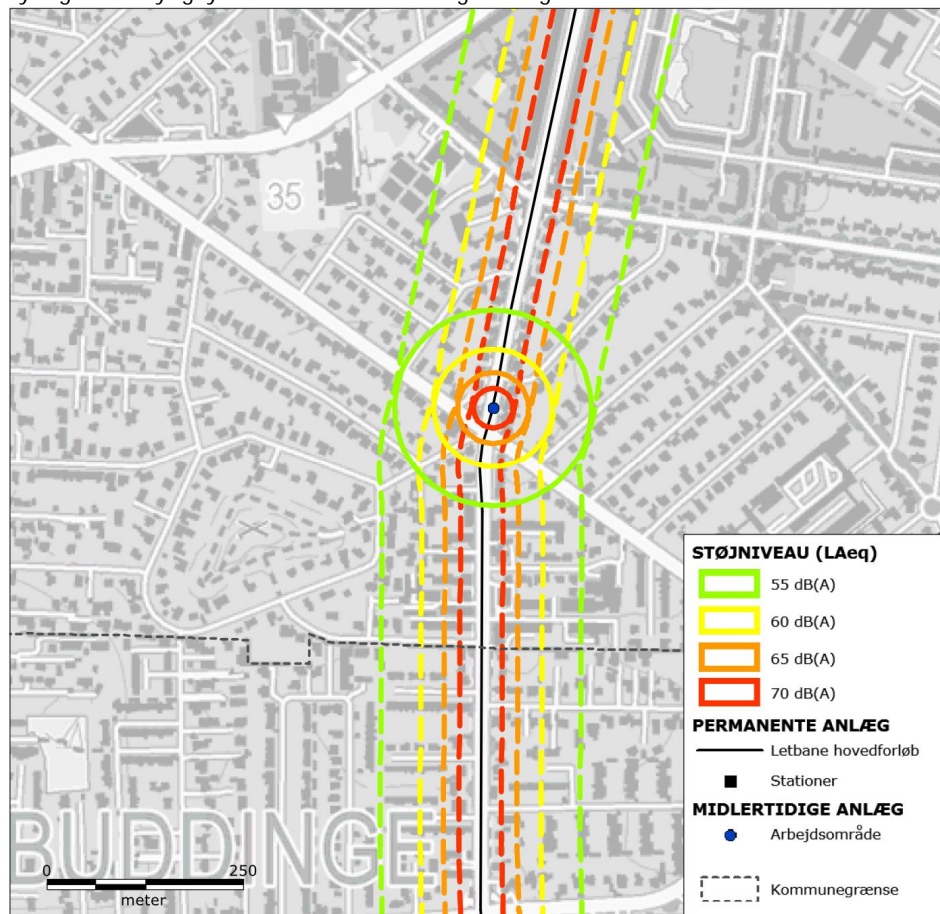 35
STØJNIVEAU (LAeq)
55 dB(A)
60 dB(A)
65 dB(A)
70 dB(A)
PERMANENTE ANLÆG
Letbane hovedforløb
Stationer
MIDLERTIDIGE ANLÆG
Arbejdsområde
Kommunegrænse
BUDDINGE
0 250
meter